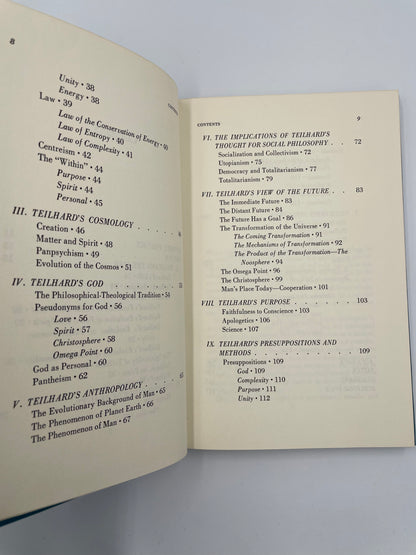 8
CONTENTS
Unity • 38
Energy • 38
Law • 39
Law of the Conservation of Energy • 40
Law of Entropy • 40
Law of Complexity • 41
Centreism • 42
The "Within" • 44
Purpose • 44
Spirit • 44
Personal • 45
III. TEILHARD'S COSMOLOGY . . . . 46
Creation • 46
Matter and Spirit • 48
Panpsychism • 49
Evolution of the Cosmos • 51
IV. TEILHARD'S GOD . . . . . . . 54
The Philosophical-Theological Tradition • 54
Pseudonyms for God • 56
Love • 56
Spirit • 57
Christosphere • 58
Omega Point • 60
God as Personal • 60
Pantheism • 62
V. TEILHARD'S ANTHROPOLOGY . . . . 65
The Evolutionary Background of Man • 65
The Phenomenon of Planet Earth • 66
The Phenomenon of Man • 67
CONTENTS 9
VI. THE IMPLICATIONS OF TEILHARD'S
THOUGHT FOR SOCIAL PHILOSOPHY . 72
Socialization and Collectivism • 72
Utopianism • 75
Democracy and Totalitarianism • 77
Totalitarianism • 79
VII. TEILHARD'S VIEW OF THE FUTURE . . 83
The Immediate Future • 83
The Distant Future • 84
The Future Has a Goal • 86
The Transformation of the Universe • 91
The Coming Transformation • 91
The Mechanisms of Transformation • 92
The Product of the Transformation—The
Noosphere • 94
The Omega Point • 96
The Christosphere • 99
Man's Place Today—Cooperation • 101
VIII TEILHARD'S PURPOSE . . . . . . 103
Faithfulness to Conscience • 103
Apologetics • 106
Science • 107
IX. TEILHARD'S PRESUPPOSITIONS AND
METHODS . . . . . . . . . 109
Presuppositions • 109
God • 109
Complexity • 110
Purpose • 111
Unity • 112